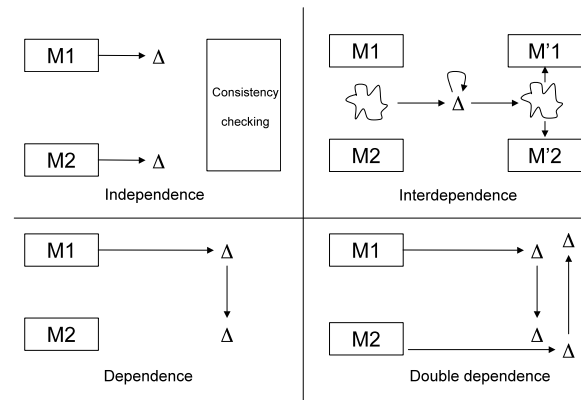 M1
Δ
Consistency
checking
M2
Δ
Independence
M1
M'1
Δ
M2
M'2
Interdependence
M1
Δ
M2
Δ
Dependence
M1
Δ
Δ
M2
Δ
Δ
Double dependence